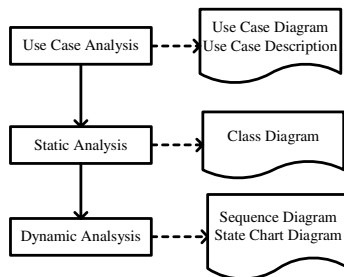 Use Case Analysis
Use Case Diagram
Use Case Description
Static Analysis
Class Diagram
Dynamic Analsysis
Sequence Diagram
State Chart Diagram